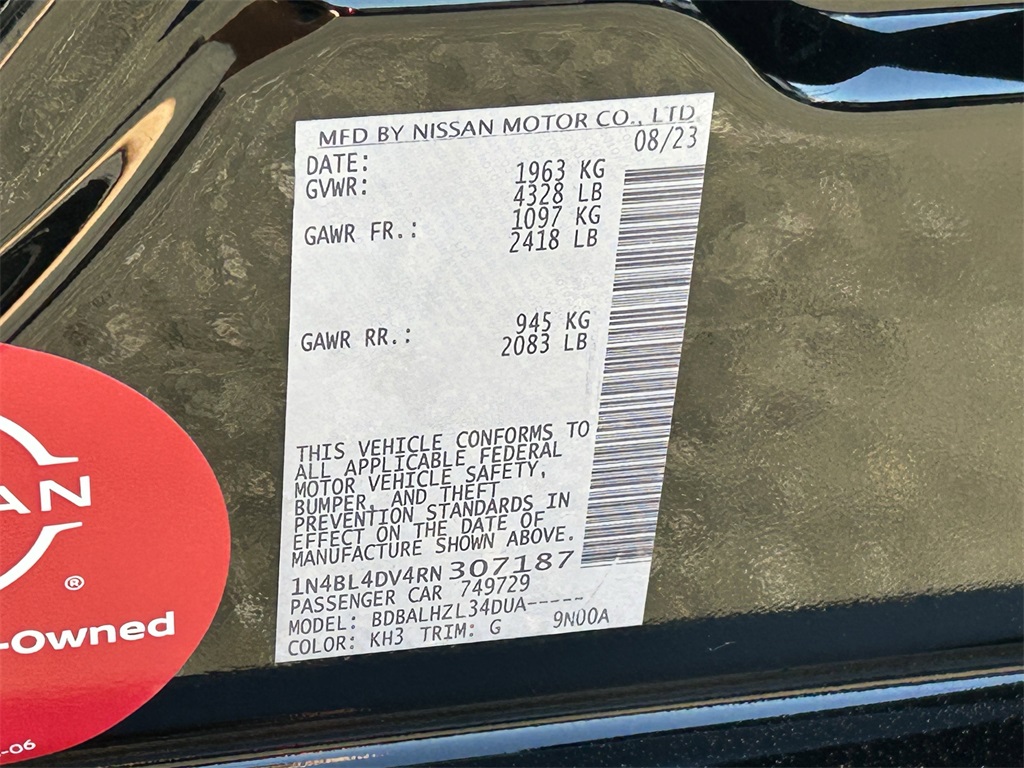 MFD BY NISSAN MOTOR CO., LTD
08/23
DATE:
GVWR: 1963 KG
4328 LB
GAWR FR.: 1097 KG
2418 LB
GAWR RR.: 945 KG
2083 LB
THIS VEHICLE CONFORMS TO
ALL APPLICABLE FEDERAL
MOTOR VEHICLE SAFETY,
BUMPER, AND THEFT
PREVENTION STANDARDS IN
EFFECT ON THE DATE OF
MANUFACTURE SHOWN ABOVE.
1N4BL4DV4RN307187
PASSENGER CAR 749729
MODEL: BDBALHZL34DUA-----
COLOR: KH3 TRIM: G 9N00A
AN
®
-Owned
-06